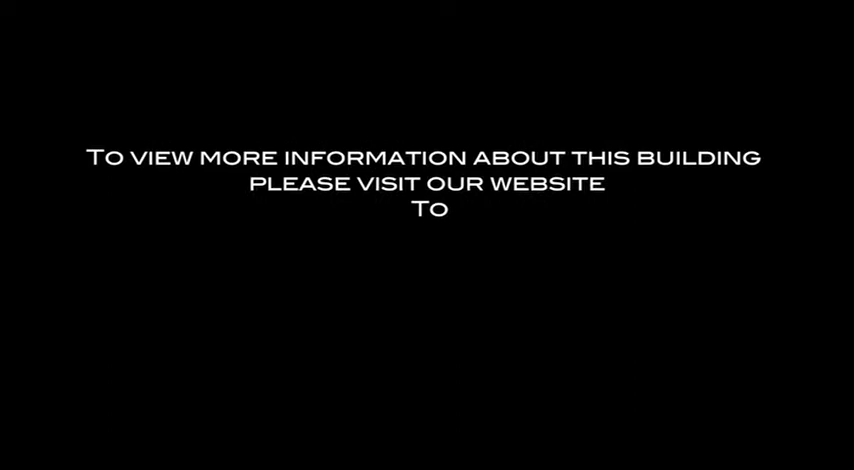 To view more information about this building
please visit our website
To